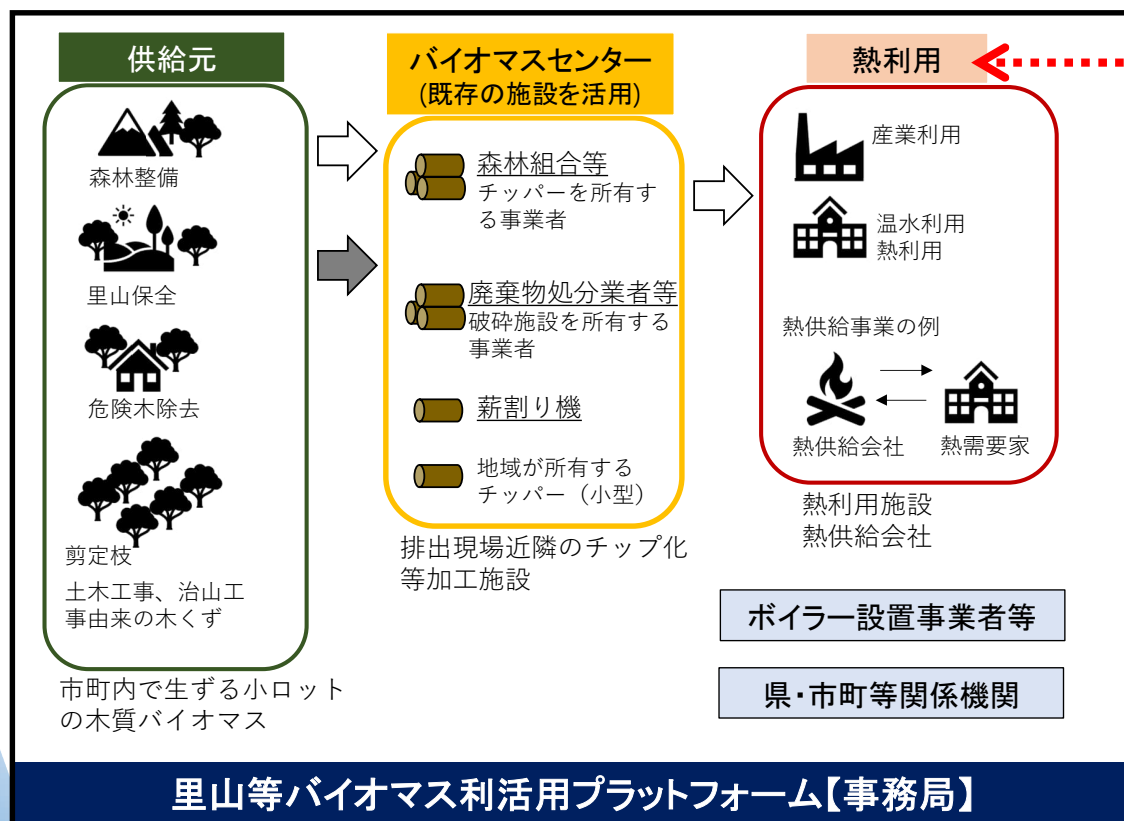 供給元
森林整備
里山保全
危険木除去
剪定枝
土木工事、治山工
事由来の木くず
市町内で生ずる小ロット
の木質バイオマス
バイオマスセンター
(既存の施設を活用)
森林組合等
チッパーを所有す
る事業者
廃棄物処分業者等
破砕施設を所有する
事業者
薪割り機
地域が所有する
チッパー（小型）
排出現場近隣のチップ化
等加工施設
熱利用
産業利用
温水利用
熱利用
熱供給事業の例
熱供給会社
熱需要家
熱利用施設
熱供給会社
ボイラー設置事業者等
県・市町等関係機関
里山等バイオマス利活用プラットフォーム【事務局】